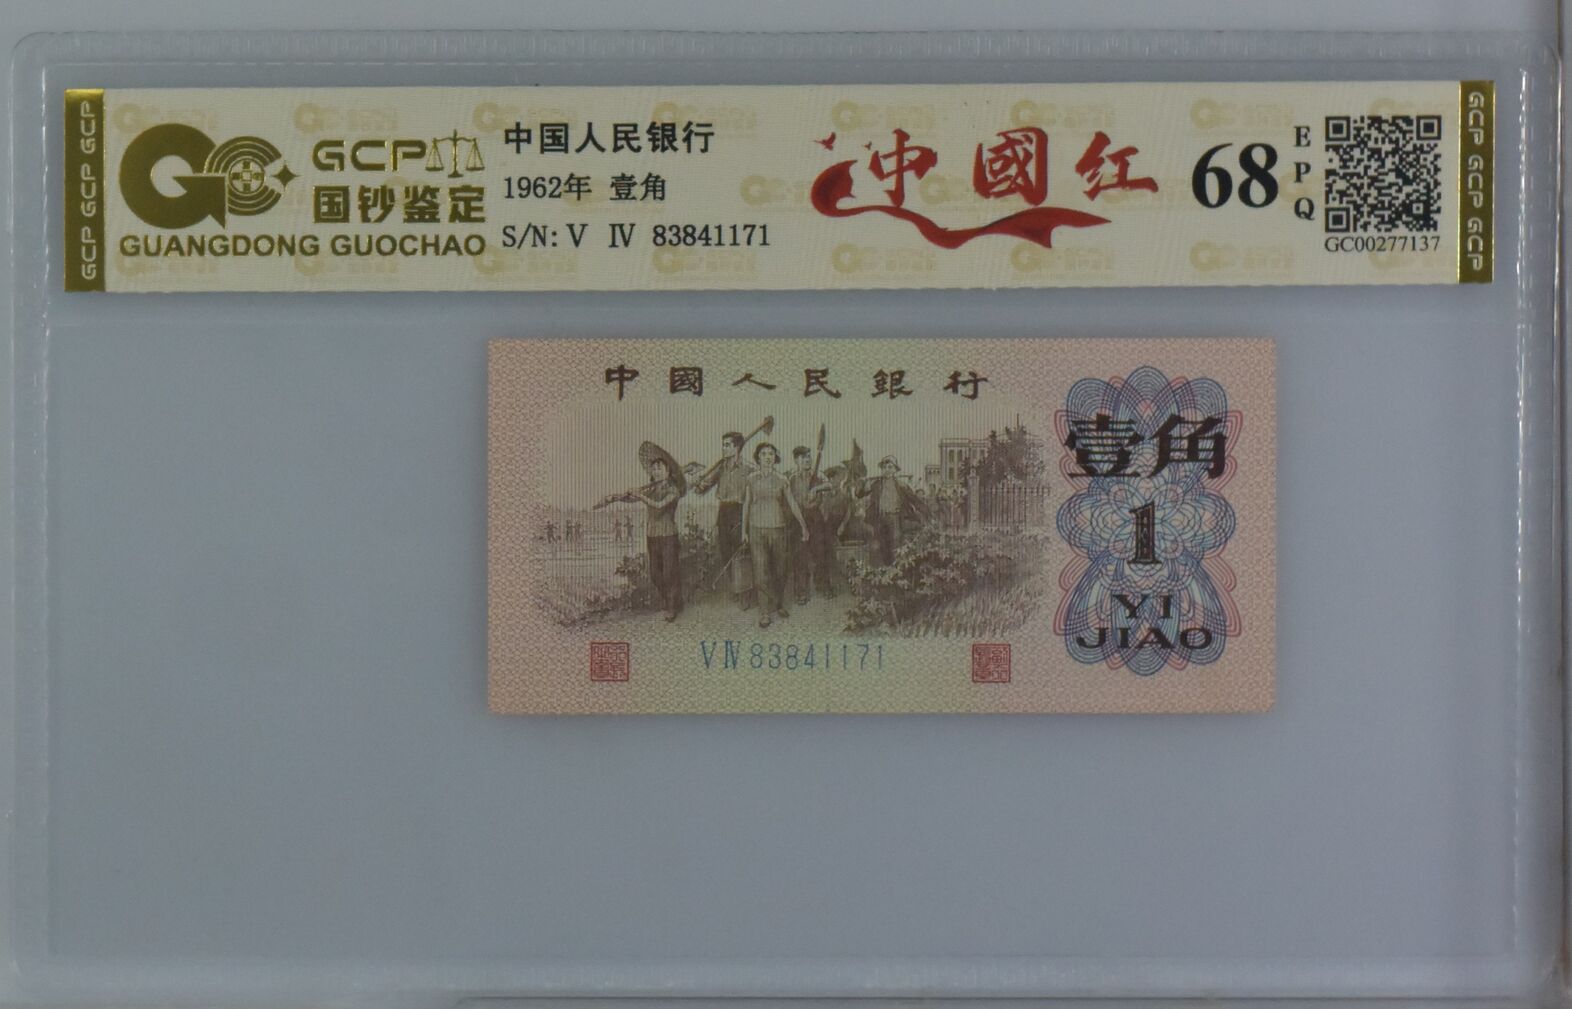 GCP GCP GCP
GCP
国钞鉴定
GUANGDONG GUOCHAO
中国人民银行
1962年 壹角
S/N: V Ⅳ 83841171
中國红
68
EPQ
GC00277137
GCP GCP GCP
中國人民銀行
壹角
1
YI
JIAO
V Ⅳ 83841171